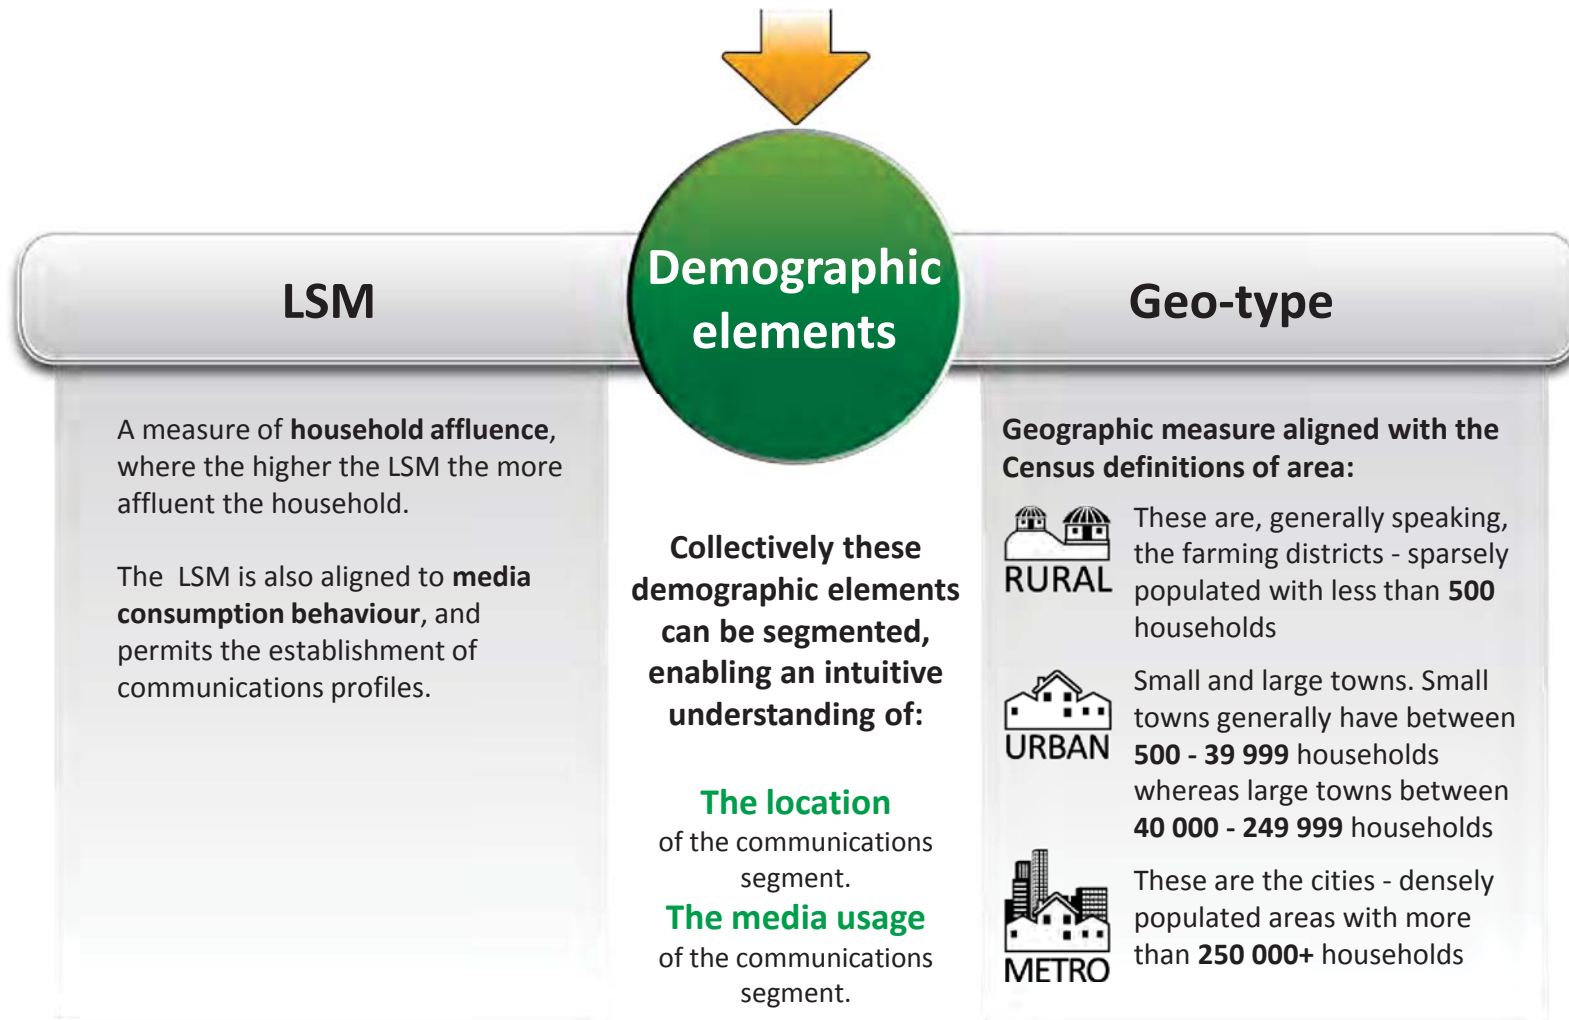 Demographic
elements
LSM
A measure of household affluence,
where the higher the LSM the more
affluent the household.
The LSM is also aligned to media
consumption behaviour, and
permits the establishment of
communications profiles.
Collectively these
demographic elements
can be segmented,
enabling an intuitive
understanding of:
The location
of the communications
segment.
The media usage
of the communications
segment.
Geo-type
Geographic measure aligned with the
Census definitions of area:
RURAL
These are, generally speaking,
the farming districts - sparsely
populated with less than 500
households
URBAN
Small and large towns. Small
towns generally have between
500 - 39 999 households
whereas large towns between
40 000 - 249 999 households
METRO
These are the cities - densely
populated areas with more
than 250 000+ households